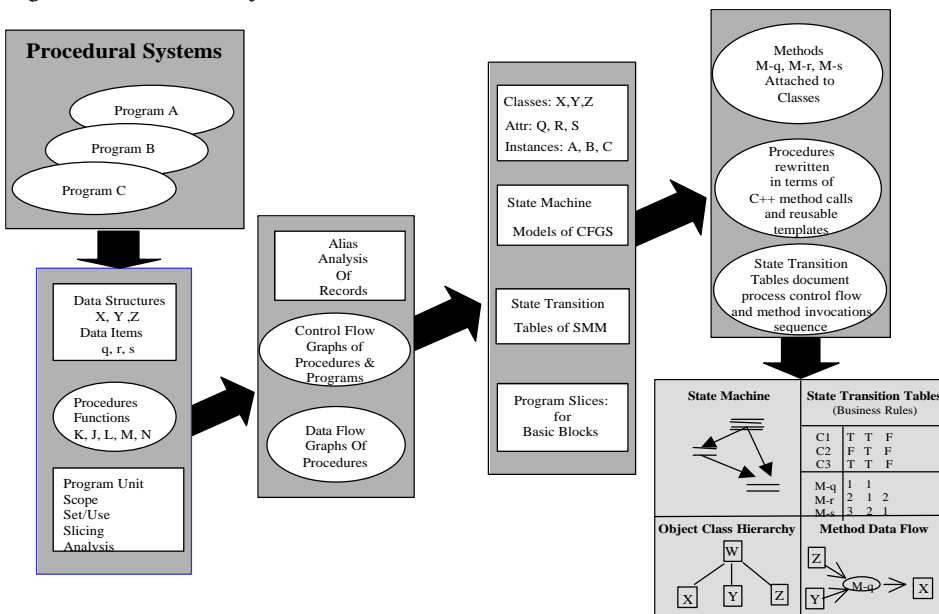 Procedural Systems
Program A
Program B
Program C
Data Structures
X, Y ,Z
Data Items
q, r, s
Procedures
Functions
K, J, L, M, N
Program Unit
Scope
Set/Use
Slicing
Analysis
Alias
Analysis
Of
Records
Control Flow
Graphs of
Procedures &
Programs
Data Flow
Graphs Of
Procedures
Classes: X,Y,Z
Attr: Q, R, S
Instances: A, B, C
State Machine
Models of CFGS
State Transition
Tables of SMM
Program Slices:
for
Basic Blocks
Methods
M-q, M-r, M-s
Attached to
Classes
Procedures
rewritten
in terms of
C++ method calls
and reusable
templates
State Transition
Tables document
process control flow
and method invocations
sequence
State Machine
State Transition Tables
(Business Rules)
C1 T T F
C2 F T F
C3 T T F
M-q 1 1
M-r 2 1 2
M-s 3 2 1
Object Class Hierarchy
W
X Y Z
Method Data Flow
Z
M-q X
Y